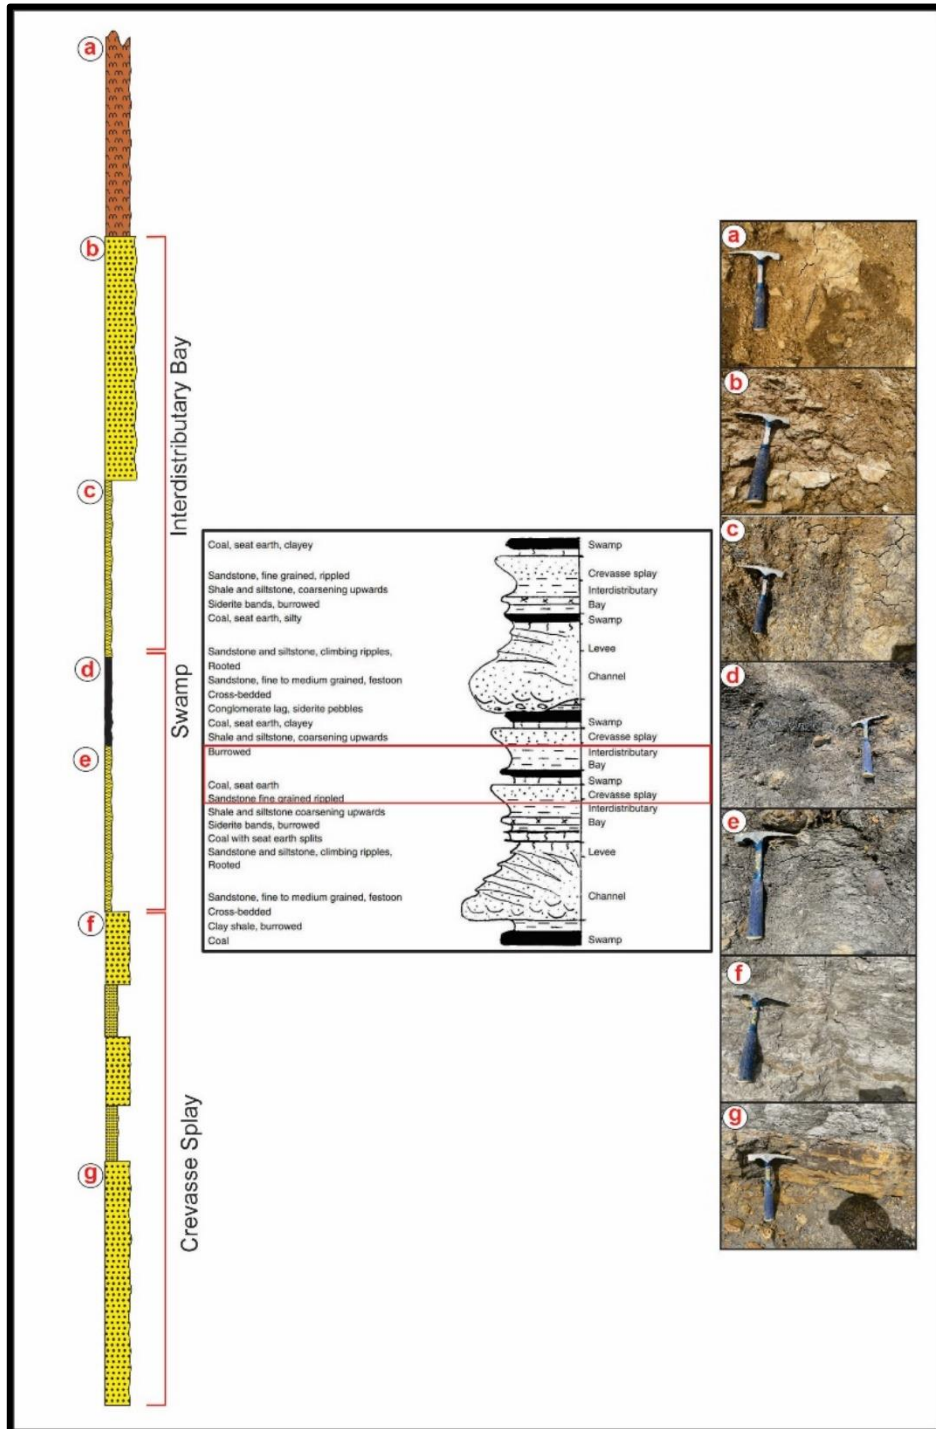 a
b
c
d
e
f
g
Interdistributary Bay
Swamp
Crevasse Splay
Coal, seat earth, clayey
Sandstone, fine grained, rippled
Shale and siltstone, coarsening upwards
Siderite bands, burrowed
Coal, seat earth, silty
Sandstone and siltstone, climbing ripples,
Rooted
Sandstone, fine to medium grained, festoon
Cross-bedded
Conglomerate lag, siderite pebbles
Coal, seat earth, clayey
Shale and siltstone, coarsening upwards
Burrowed
Coal, seat earth
Sandstone fine grained rippled
Shale and siltstone coarsening upwards
Siderite bands, burrowed
Coal with seat earth splits
Sandstone and siltstone, climbing ripples,
Rooted
Sandstone, fine to medium grained, festoon
Cross-bedded
Clay shale, burrowed
Coal
Swamp
Crevasse splay
Interdistributary
Bay
Swamp
Levee
Channel
Swamp
Crevasse splay
Interdistributary
Bay
Swamp
Crevasse splay
Interdistributary
Bay
Levee
Channel
Swamp
a
b
c
d
e
f
g